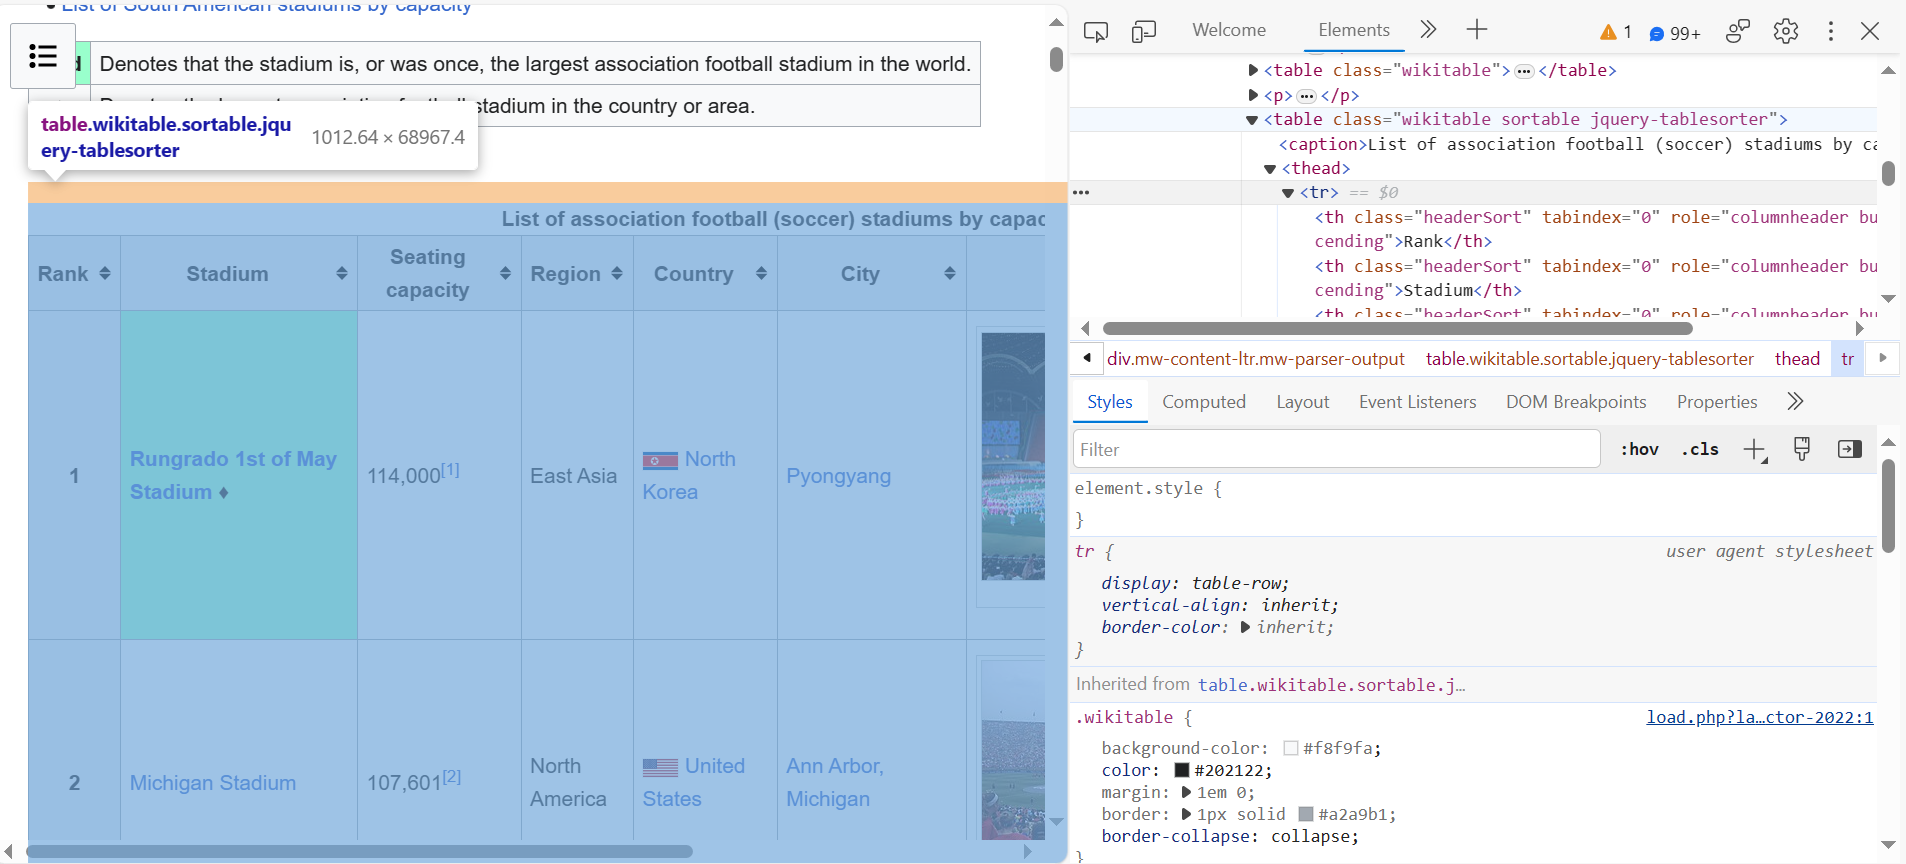 List of South American stadiums by capacity
d Denotes that the stadium is, or was once, the largest association football stadium in the world.
stadium in the country or area.
table.wikitable.sortable.jqu
ery-tablesorter
1012.64 × 68967.4
List of association football (soccer) stadiums by capac
Rank Stadium Seating capacity Region Country City
1 Rungrado 1st of May Stadium ♦ 114,000[1] East Asia North Korea Pyongyang
2 Michigan Stadium 107,601[2] North America United States Ann Arbor, Michigan
Welcome Elements 1 99+
<table class="wikitable"> ••• </table>
<p> ••• </p>
<table class="wikitable sortable jquery-tablesorter">
<caption>List of association football (soccer) stadiums by ca
<thead>
••• <tr> == $0
<th class="headerSort" tabindex="0" role="columnheader bu
cending">Rank</th>
<th class="headerSort" tabindex="0" role="columnheader bu
cending">Stadium</th>
<th class="headerSort" tabindex="0" role="columnheader bu
div.mw-content-ltr.mw-parser-output table.wikitable.sortable.jquery-tablesorter thead tr
Styles Computed Layout Event Listeners DOM Breakpoints Properties
Filter :hov .cls
element.style {
}
tr { user agent stylesheet
display: table-row;
vertical-align: inherit;
border-color: inherit;
}
Inherited from table.wikitable.sortable.j…
.wikitable { load.php?la…ctor-2022:1
background-color: #f8f9fa;
color: #202122;
margin: 1em 0;
border: 1px solid #a2a9b1;
border-collapse: collapse;
}